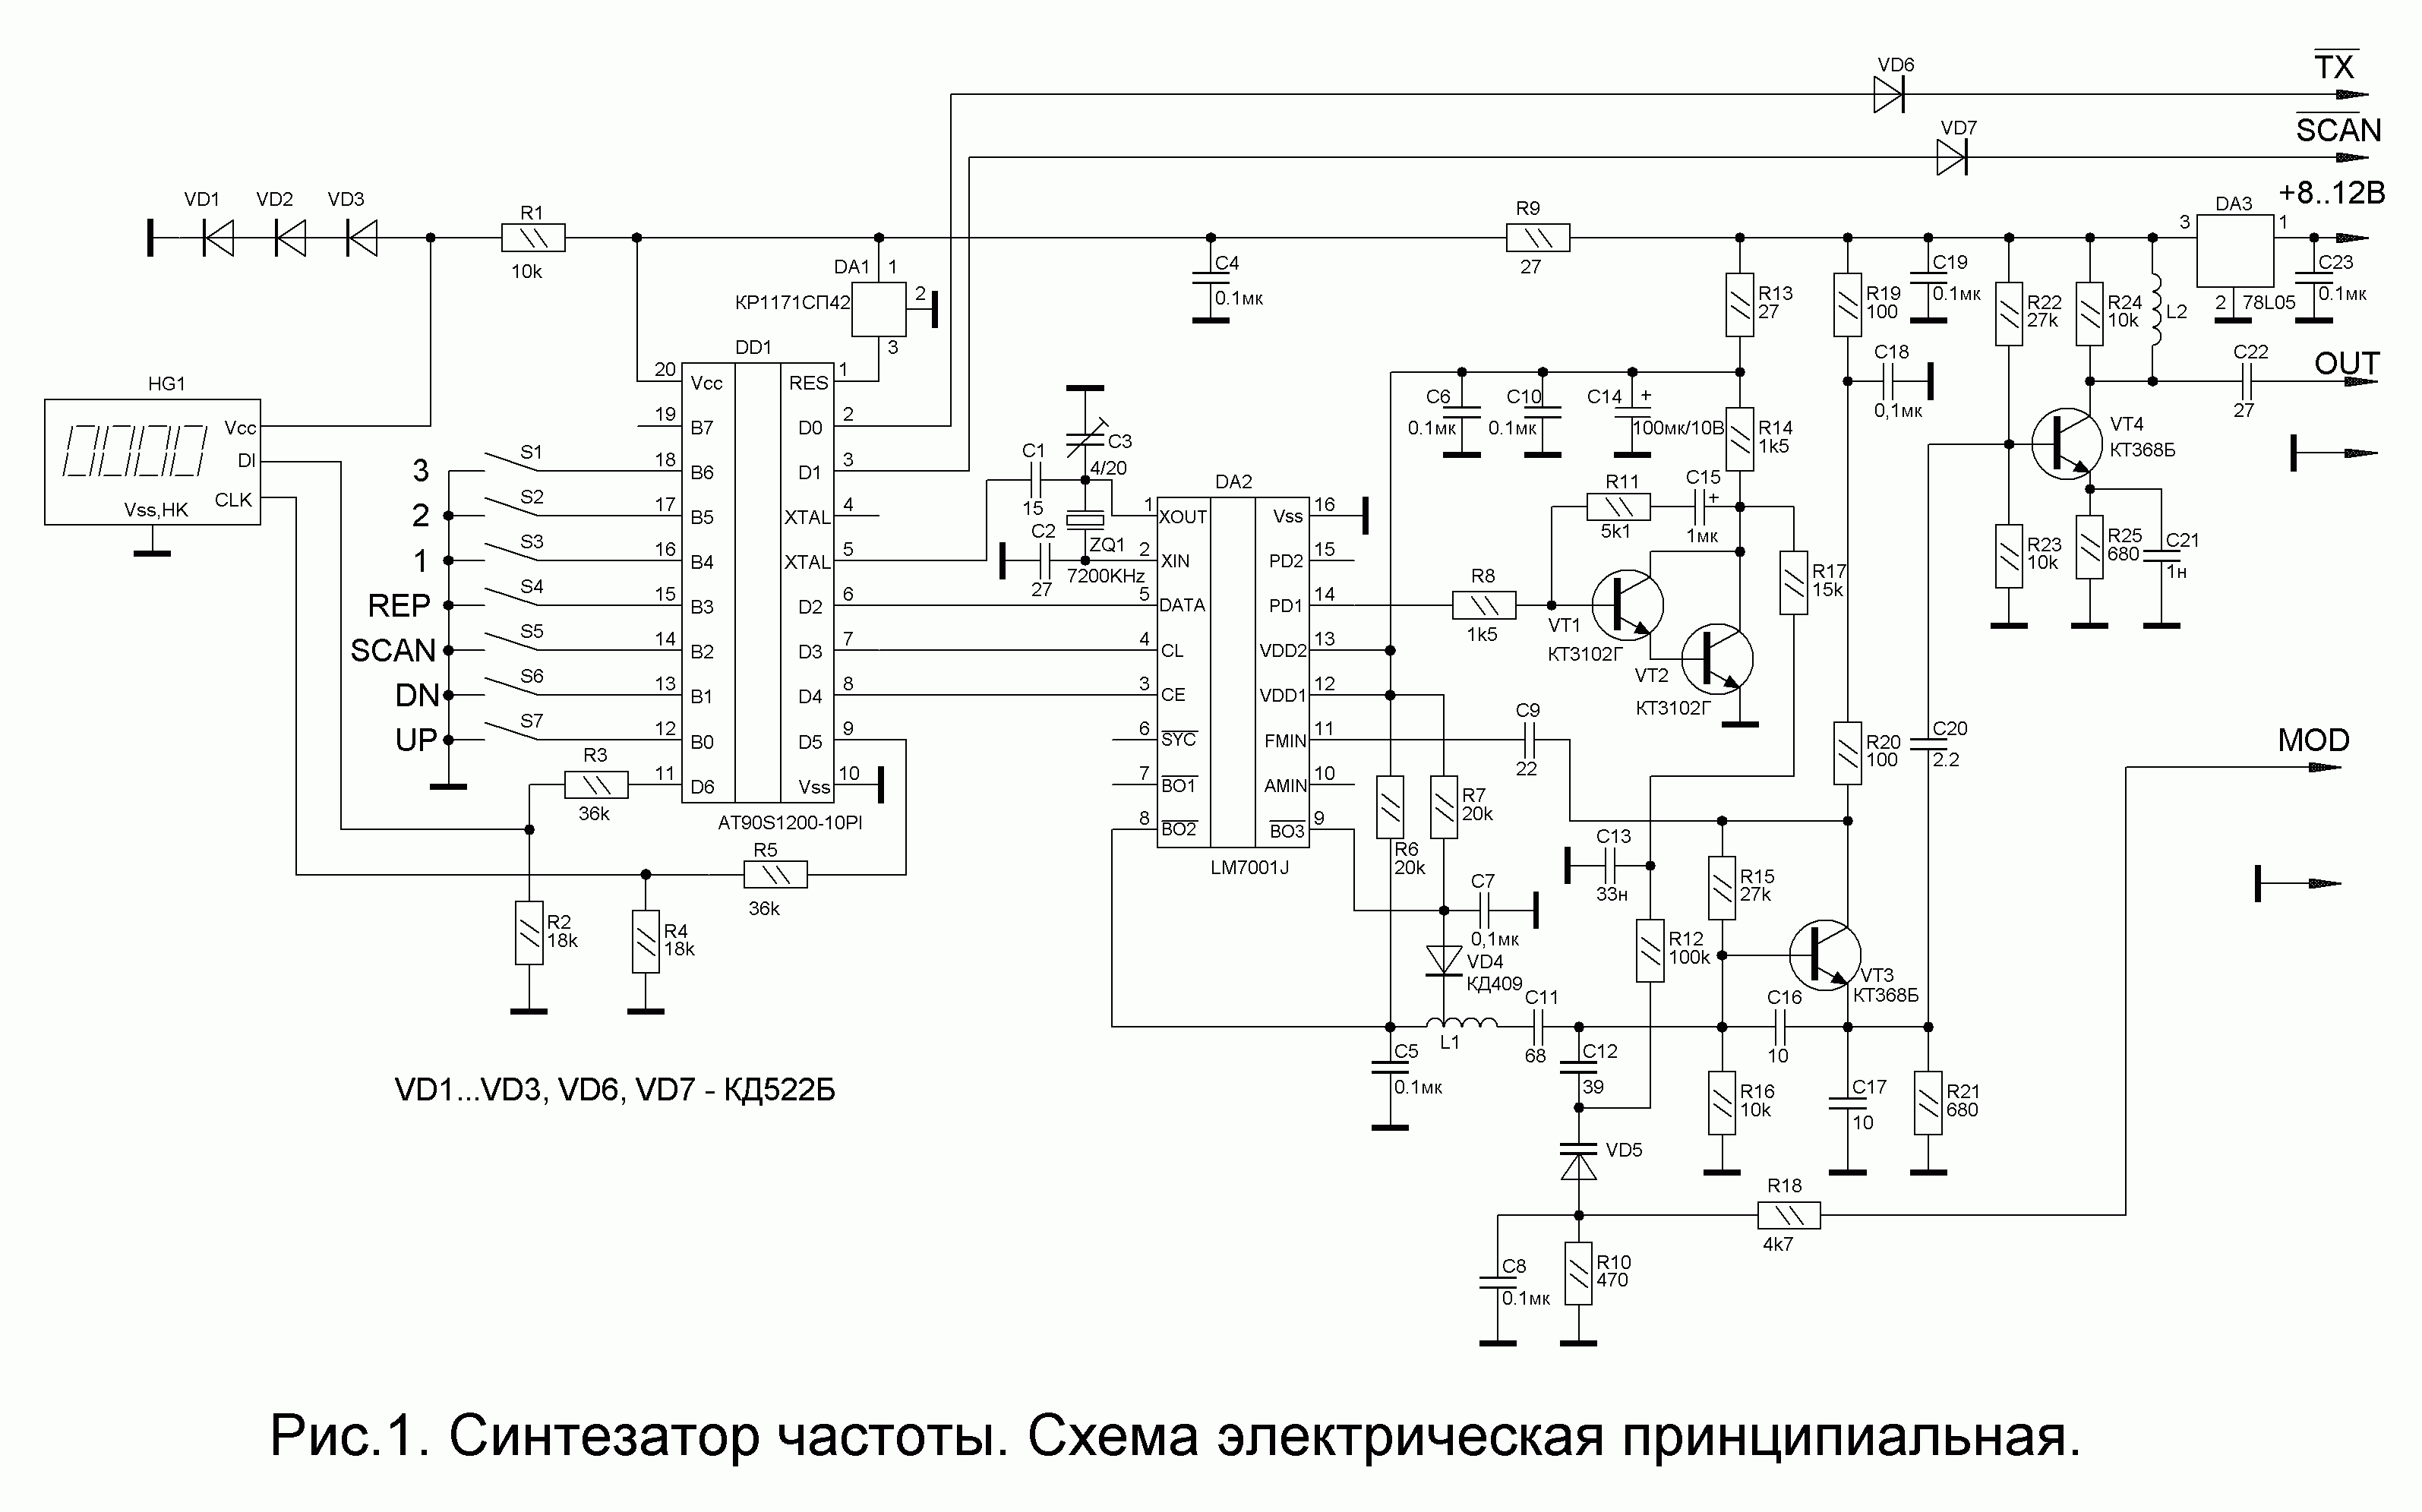 TX
VD6
SCAN
VD7
+8..12В
VD1 VD2 VD3
R1
10k
DA1 1
КР1171СП42
2
3
C4
0.1мк
R9
27
R13
27
R19
100
C19
0.1мк
R22
27k
R24
10k
L2
3 DA3 1
2 78L05
C23
0.1мк
HG1
Vcc
DI
CLK
Vss,HK
DD1
20 Vcc
19 B7
3 S1 18 B6
2 S2 17 B5
1 S3 16 B4
REP S4 15 B3
SCAN S5 14 B2
DN S6 13 B1
UP S7 12 B0
R3
36k
11 D6
RES 1
D0 2
D1 3
XTAL 4
XTAL 5
D2 6
D3 7
D4 8
D5 9
Vss 10
AT90S1200-10PI
R5
36k
R2
18k
R4
18k
C1
15
C3
4/20
C2
27
ZQ1
7200KHz
DA2
1 XOUT
2 XIN
5 DATA
4 CL
3 CE
6 SYC
7 BO1
8 BO2
Vss 16
PD2 15
PD1 14
VDD2 13
VDD1 12
FMIN 11
AMIN 10
BO3 9
LM7001J
C6
0.1мк
C10
0.1мк
C14 +
100мк/10В
R14
1k5
C18
0,1мк
C22
27
OUT
VT4
КТ368Б
R11
5k1
C15
+
1мк
R8
1k5
VT1
КТ3102Г
VT2
КТ3102Г
R17
15k
R23
10k
R25
680
C21
1н
C9
22
R20
100
C20
2.2
MOD
R6
20k
R7
20k
C13
33н
R15
27k
C7
0,1мк
R12
100k
VD4
КД409
VT3
КТ368Б
L1
C11
68
C16
10
C5
0.1мк
C12
39
R16
10k
C17
10
R21
680
VD5
VD1...VD3, VD6, VD7 - КД522Б
R18
4k7
C8
0.1мк
R10
470
Рис.1. Синтезатор частоты. Схема электрическая принципиальная.